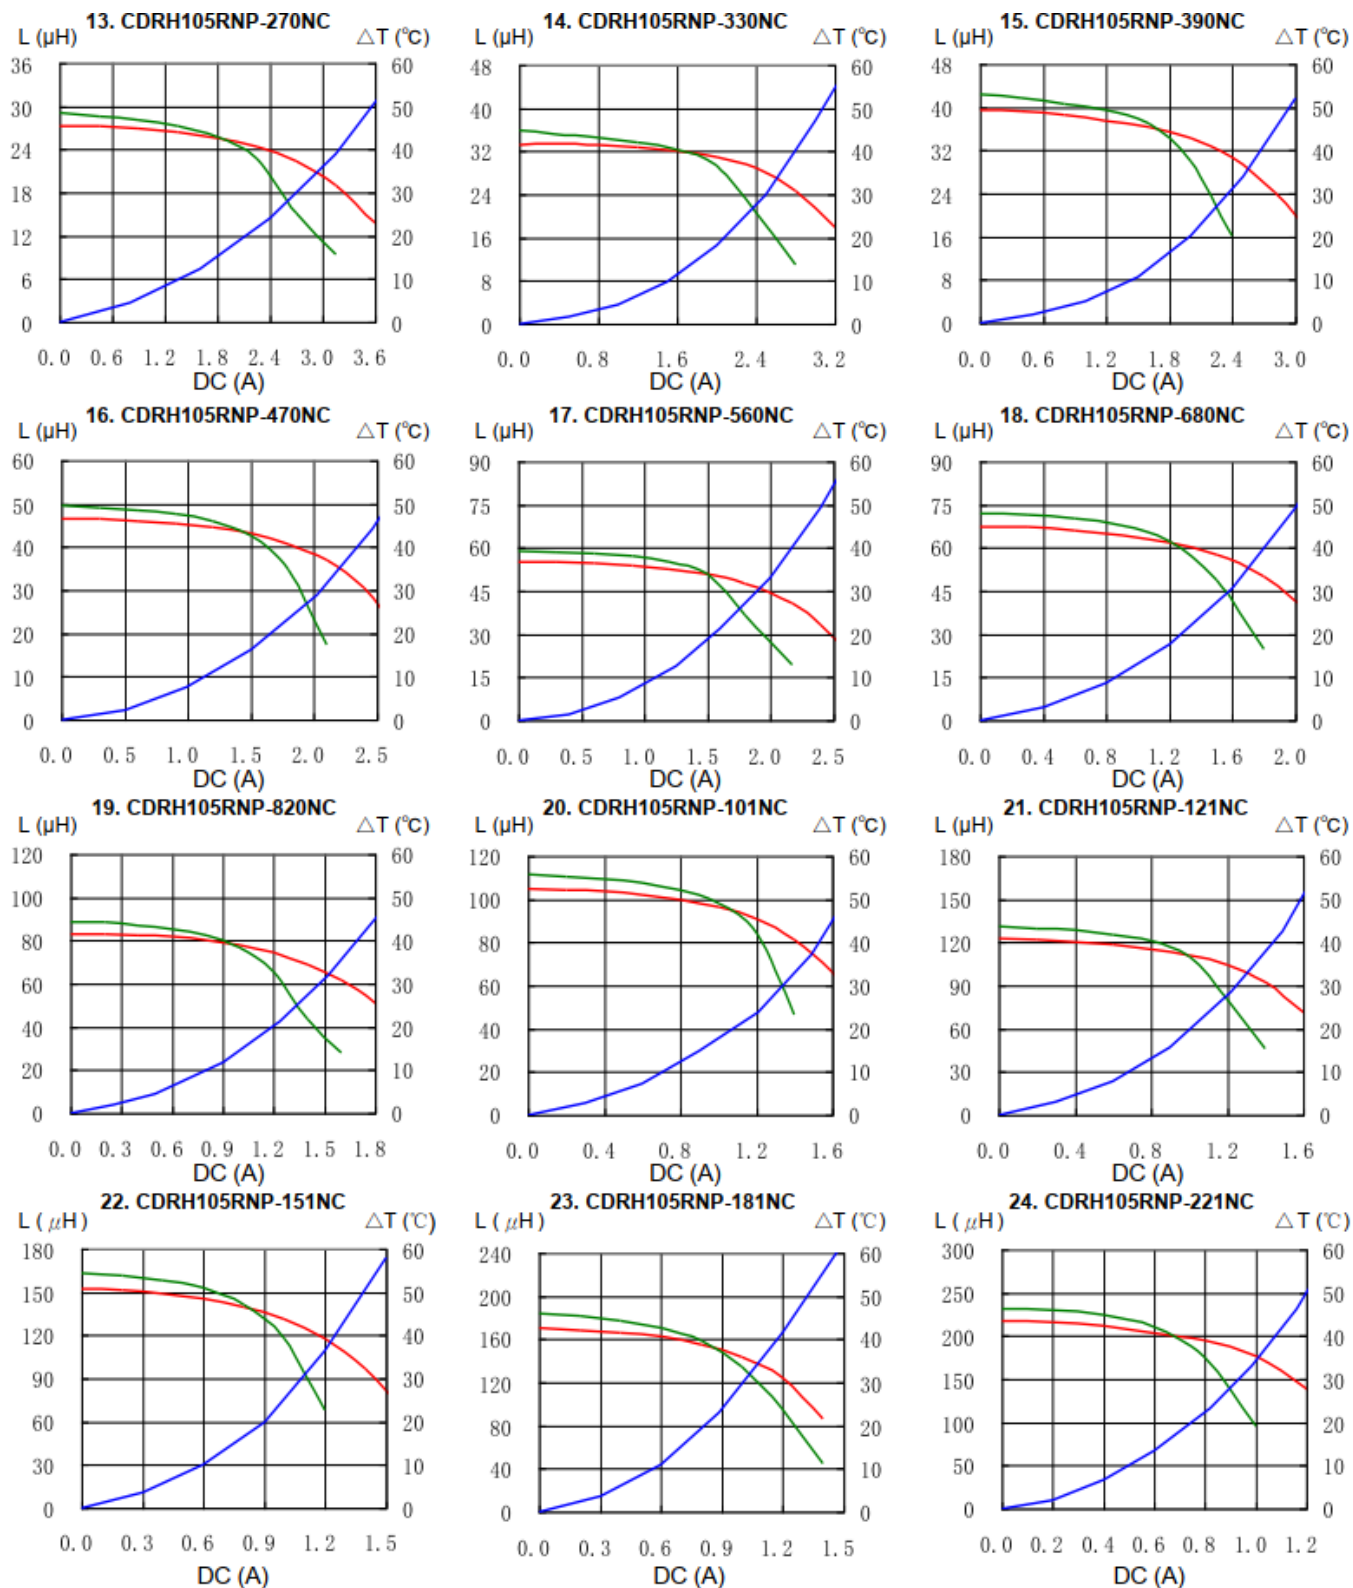 13. CDRH105RNP-270NC
L (μH) △T (℃)
36 60
30 50
24 40
18 30
12 20
6 10
0 0
0.0 0.6 1.2 1.8 2.4 3.0 3.6
DC (A)
14. CDRH105RNP-330NC
L (μH) △T (℃)
48 60
40 50
32 40
24 30
16 20
8 10
0 0
0.0 0.8 1.6 2.4 3.2
DC (A)
15. CDRH105RNP-390NC
L (μH) △T (℃)
48 60
40 50
32 40
24 30
16 20
8 10
0 0
0.0 0.6 1.2 1.8 2.4 3.0
DC (A)
16. CDRH105RNP-470NC
L (μH) △T (℃)
60 60
50 50
40 40
30 30
20 20
10 10
0 0
0.0 0.5 1.0 1.5 2.0 2.5
DC (A)
17. CDRH105RNP-560NC
L (μH) △T (℃)
90 60
75 50
60 40
45 30
30 20
15 10
0 0
0.0 0.5 1.0 1.5 2.0 2.5
DC (A)
18. CDRH105RNP-680NC
L (μH) △T (℃)
90 60
75 50
60 40
45 30
30 20
15 10
0 0
0.0 0.4 0.8 1.2 1.6 2.0
DC (A)
19. CDRH105RNP-820NC
L (μH) △T (℃)
120 60
100 50
80 40
60 30
40 20
20 10
0 0
0.0 0.3 0.6 0.9 1.2 1.5 1.8
DC (A)
20. CDRH105RNP-101NC
L (μH) △T (℃)
120 60
100 50
80 40
60 30
40 20
20 10
0 0
0.0 0.4 0.8 1.2 1.6
DC (A)
21. CDRH105RNP-121NC
L (μH) △T (℃)
180 60
150 50
120 40
90 30
60 20
30 10
0 0
0.0 0.4 0.8 1.2 1.6
DC (A)
22. CDRH105RNP-151NC
L ( μH ) △T (℃)
180 60
150 50
120 40
90 30
60 20
30 10
0 0
0.0 0.3 0.6 0.9 1.2 1.5
DC (A)
23. CDRH105RNP-181NC
L ( μH ) △T (℃)
240 60
200 50
160 40
120 30
80 20
40 10
0 0
0.0 0.3 0.6 0.9 1.2 1.5
DC (A)
24. CDRH105RNP-221NC
L ( μH ) △T (℃)
300 60
250 50
200 40
150 30
100 20
50 10
0 0
0.0 0.2 0.4 0.6 0.8 1.0 1.2
DC (A)